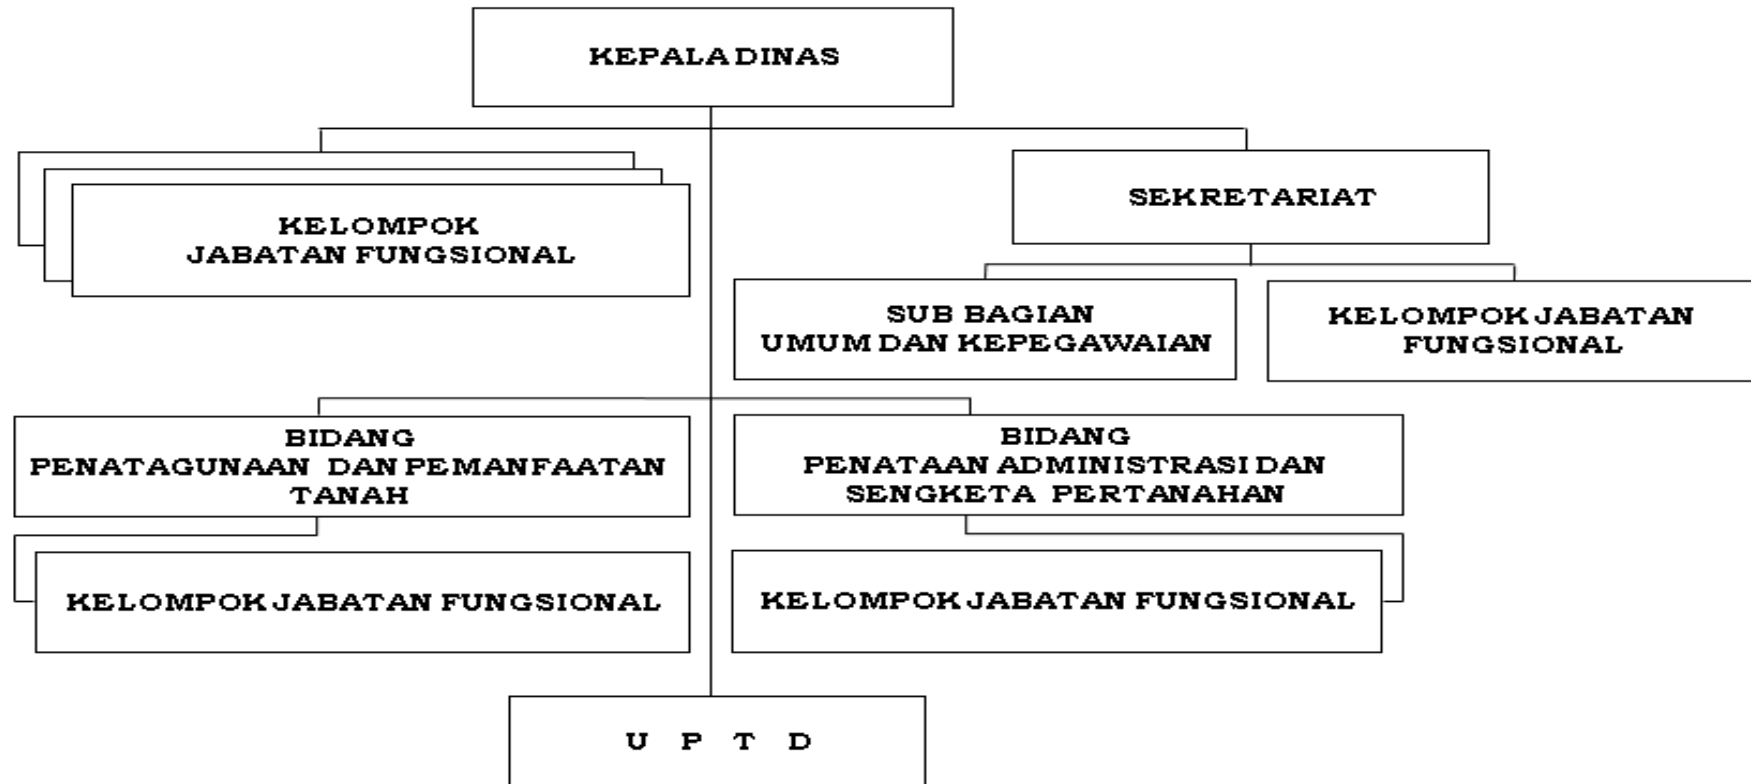 KEPALA DINAS
KELOMPOK
JABATAN FUNGSIONAL
SEKRETARIAT
SUB BAGIAN
UMUM DAN KEPEGAWAIAN
KELOMPOK JABATAN
FUNGSIONAL
BIDANG
PENATAGUNAAN DAN PEMANFAATAN
TANAH
BIDANG
PENATAAN ADMINISTRASI DAN
SENGKETA PERTANAHAN
KELOMPOK JABATAN FUNGSIONAL
KELOMPOK JABATAN FUNGSIONAL
U P T D